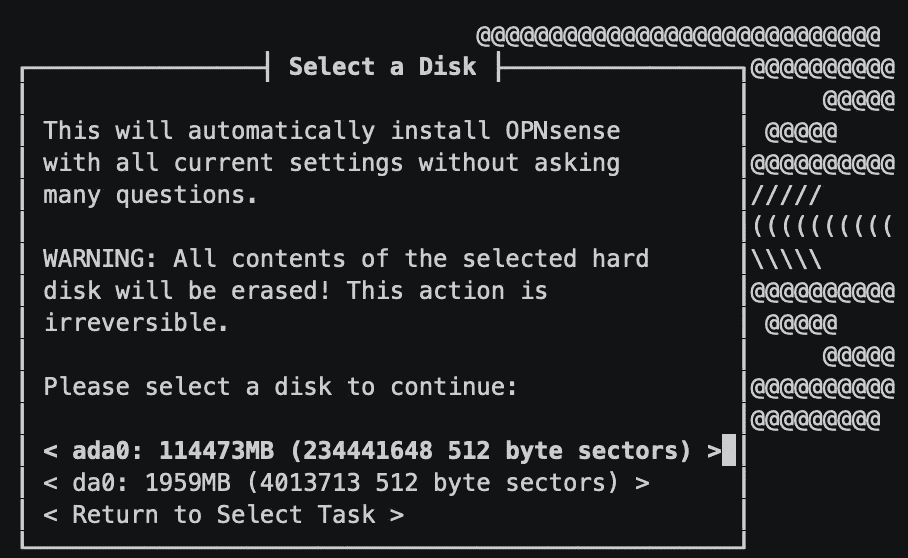 @@@@@@@@@@@@@@@@@@@@@@@@@@@@
Select a Disk
@@@@@@@@@@
@@@@@
This will automatically install OPNsense
@@@@@
with all current settings without asking
@@@@@@@@@@
many questions.
/////
((((((((((
WARNING: All contents of the selected hard
\\\\\
disk will be erased! This action is
@@@@@@@@@@
irreversible.
@@@@@
@@@@@
Please select a disk to continue:
@@@@@@@@@@
@@@@@@@@@
< ada0: 114473MB (234441648 512 byte sectors) >
< da0: 1959MB (4013713 512 byte sectors) >
< Return to Select Task >